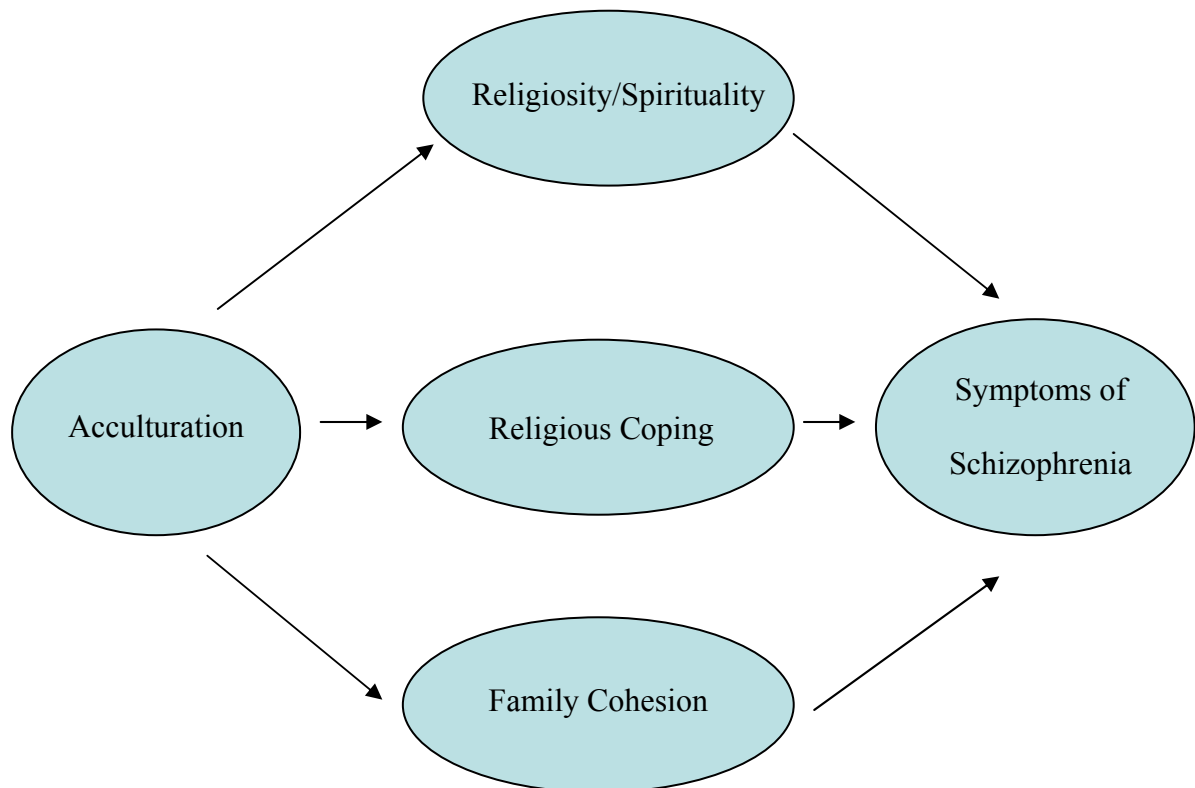 Religiosity/Spirituality
Acculturation
Religious Coping
Symptoms of
Schizophrenia
Family Cohesion